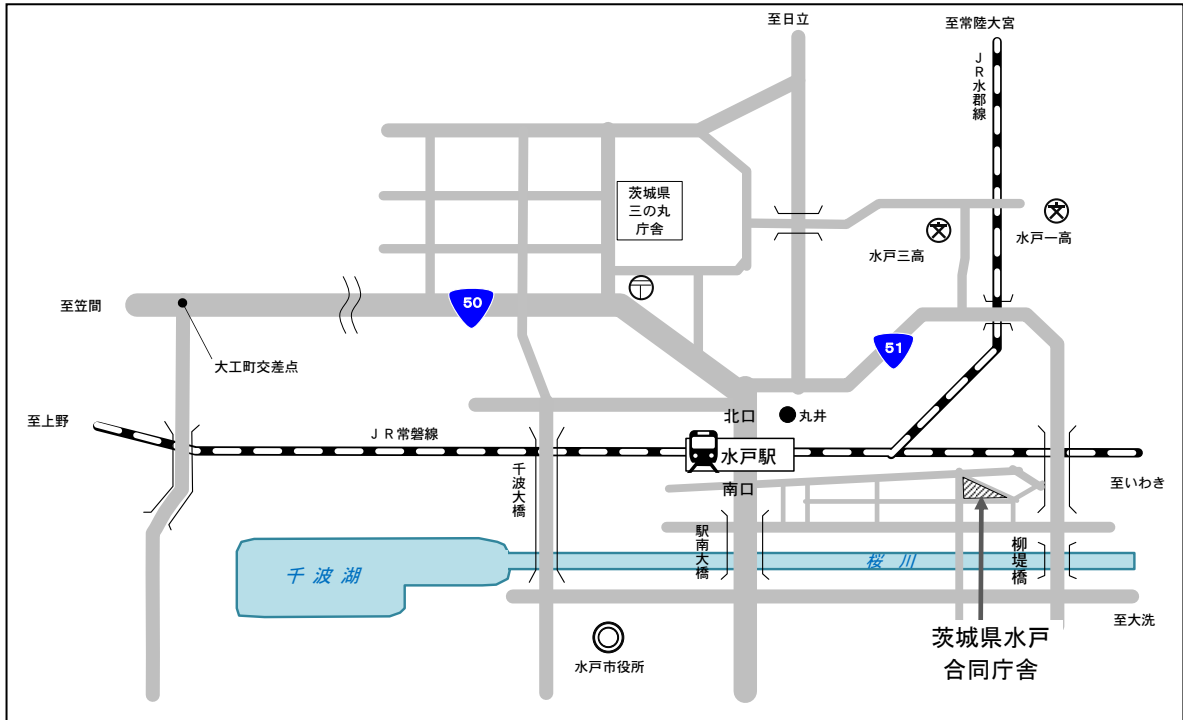 至日立
至常陸大宮
ＪＲ水郡線
茨城県
三の丸
庁舎
水戸三高
水戸一高
至笠間
50
51
大工町交差点
至上野
ＪＲ常磐線
北口
丸井
水戸駅
南口
至いわき
千波大橋
駅南大橋
柳堤橋
千波湖
桜川
至大洗
水戸市役所
茨城県水戸
合同庁舎